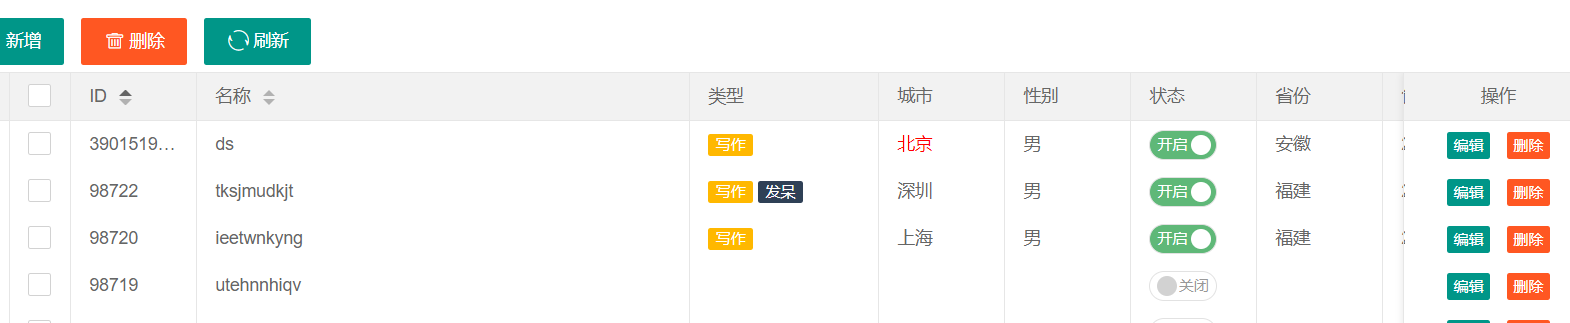 新增 删除 刷新
ID 名称 类型 城市 性别 状态 省份 操作
3901519... ds 写作 北京 男 开启 安徽 编辑 删除
98722 tksjmudkjt 写作 发呆 深圳 男 开启 福建 编辑 删除
98720 ieetwnkyng 写作 上海 男 开启 福建 编辑 删除
98719 utehnnhiqv 关闭 编辑 删除